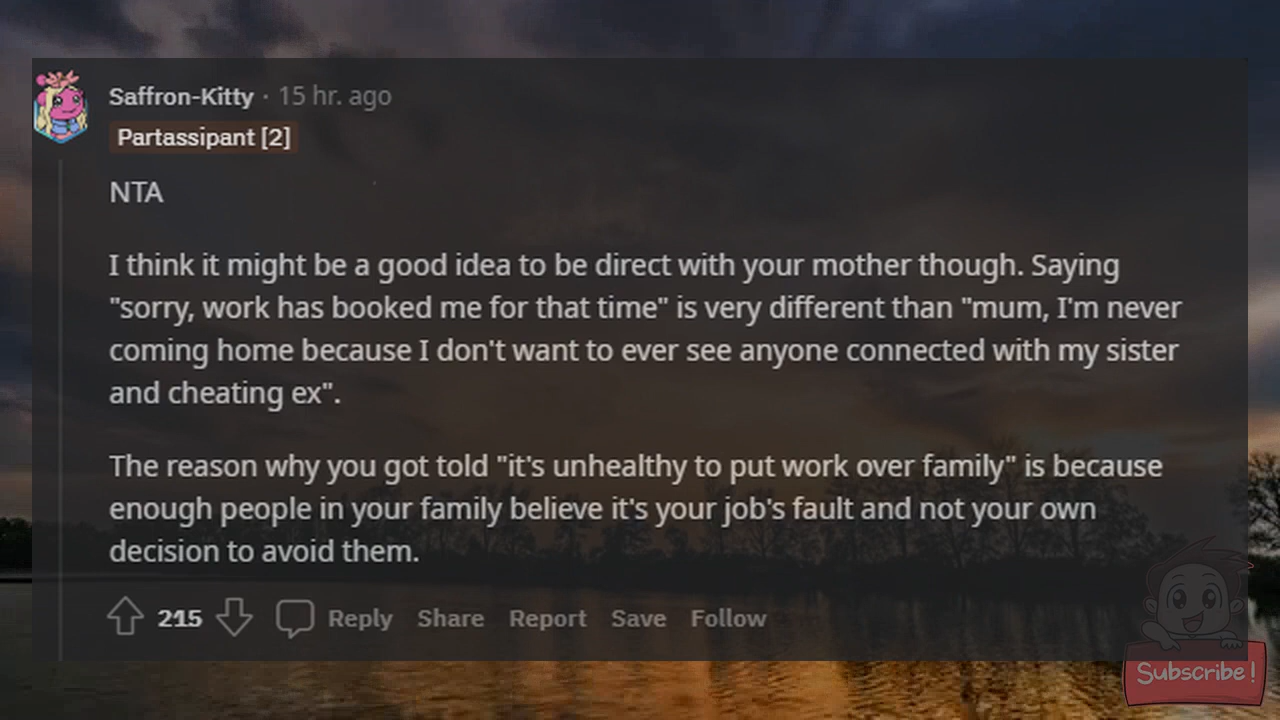 Saffron-Kitty · 15 hr. ago
Partassipant [2]
NTA
I think it might be a good idea to be direct with your mother though. Saying
"sorry, work has booked me for that time" is very different than "mum, I'm never
coming home because I don't want to ever see anyone connected with my sister
and cheating ex".
The reason why you got told "it's unhealthy to put work over family" is because
enough people in your family believe it's your job's fault and not your own
decision to avoid them.
215 Reply Share Report Save Follow
Subscribe!